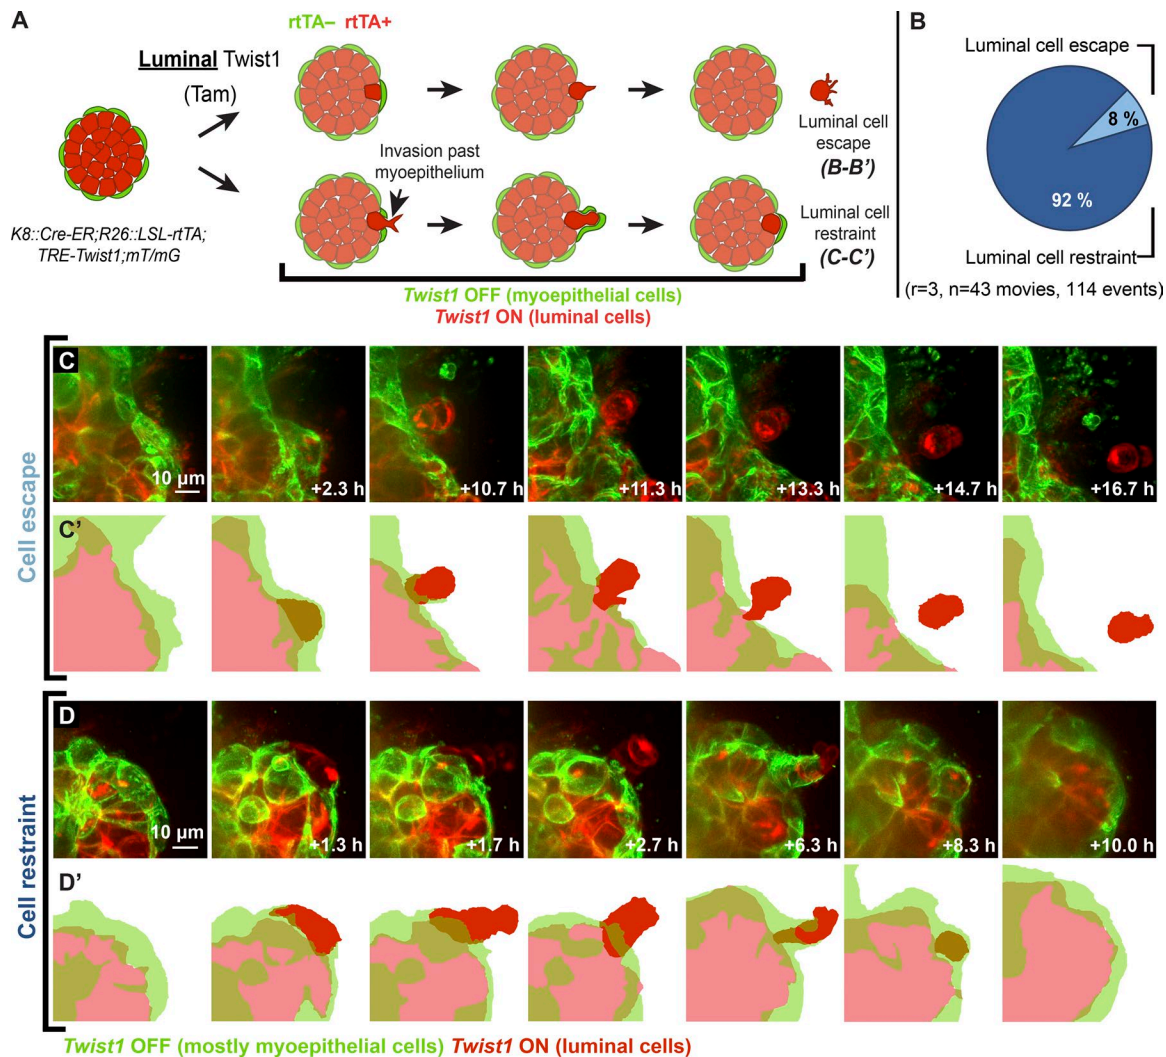 A
rtTA– rtTA+
Luminal Twist1
(Tam)
Invasion past
myoepithelium
Luminal cell
escape
(B-B’)
Luminal cell
restraint
(C-C’)
K8::Cre-ER;R26::LSL-rtTA;
TRE-Twist1;mT/mG
Twist1 OFF (myoepithelial cells)
Twist1 ON (luminal cells)
B
Luminal cell escape
8 %
92 %
Luminal cell restraint
(r=3, n=43 movies, 114 events)
Cell escape
C
10 µm
+2.3 h
+10.7 h
+11.3 h
+13.3 h
+14.7 h
+16.7 h
C’
Cell restraint
D
10 µm
+1.3 h
+1.7 h
+2.7 h
+6.3 h
+8.3 h
+10.0 h
D’
Twist1 OFF (mostly myoepithelial cells) Twist1 ON (luminal cells)